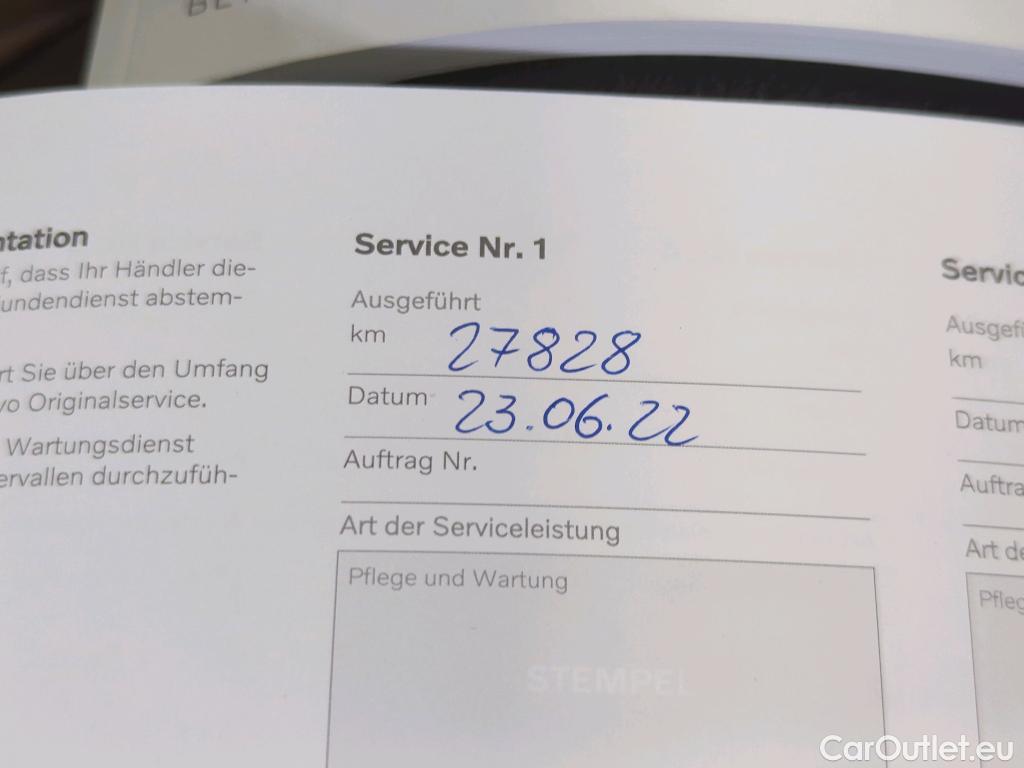 ntation
f, dass Ihr Händler die-
undendienst abstem-
rt Sie über den Umfang
vo Originalservice.
Wartungsdienst
ervallen durchzufüh-
Service Nr. 1
Ausgeführt
km 27828
Datum 23.06.22
Auftrag Nr.
Art der Serviceleistung
Pflege und Wartung
STEMPEL
Servic
Ausgefü
km
Datum
Auftra
Art de
Pfleg
CarOutlet.eu